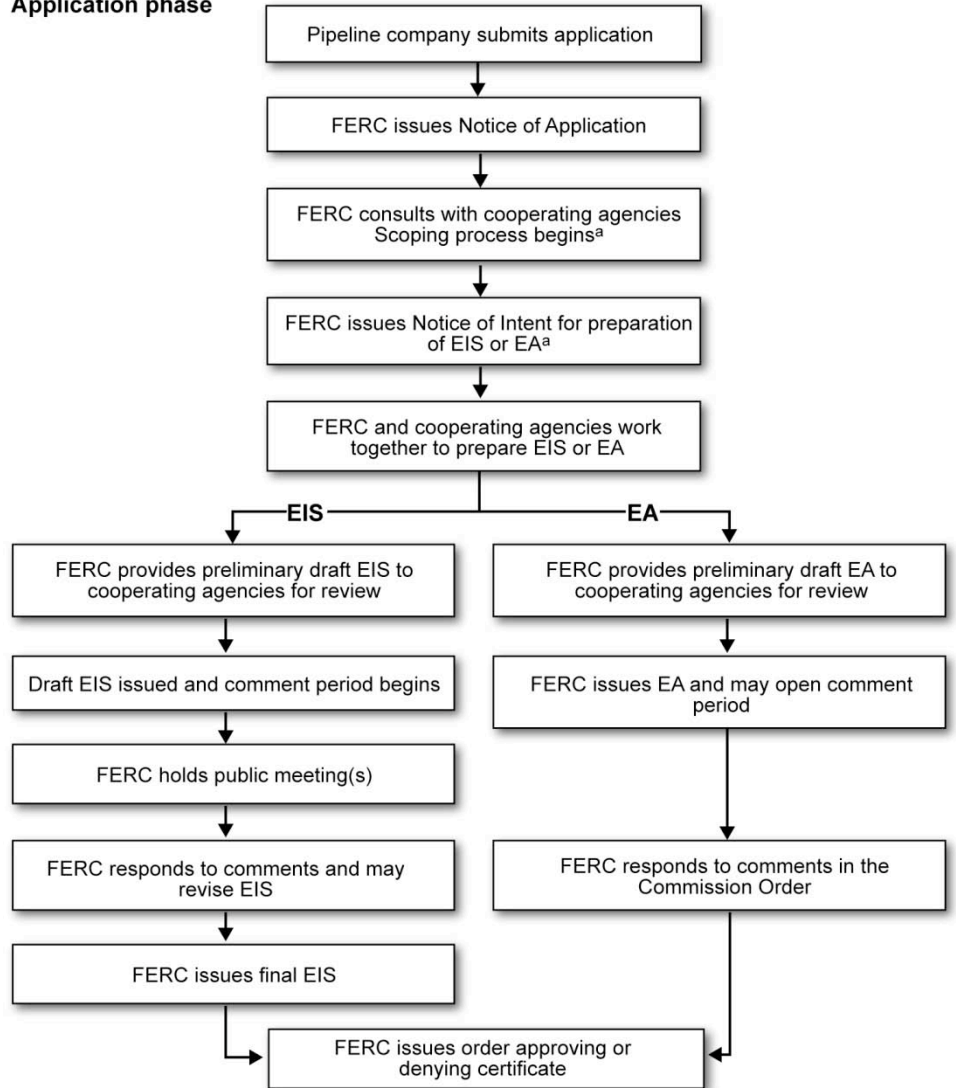 Application phase
Pipeline company submits application
FERC issues Notice of Application
FERC consults with cooperating agencies
Scoping process beginsᵃ
FERC issues Notice of Intent for preparation
of EIS or EAᵃ
FERC and cooperating agencies work
together to prepare EIS or EA
EIS
EA
FERC provides preliminary draft EIS to
cooperating agencies for review
Draft EIS issued and comment period begins
FERC holds public meeting(s)
FERC responds to comments and may
revise EIS
FERC issues final EIS
FERC provides preliminary draft EA to
cooperating agencies for review
FERC issues EA and may open comment
period
FERC responds to comments in the
Commission Order
FERC issues order approving or
denying certificate